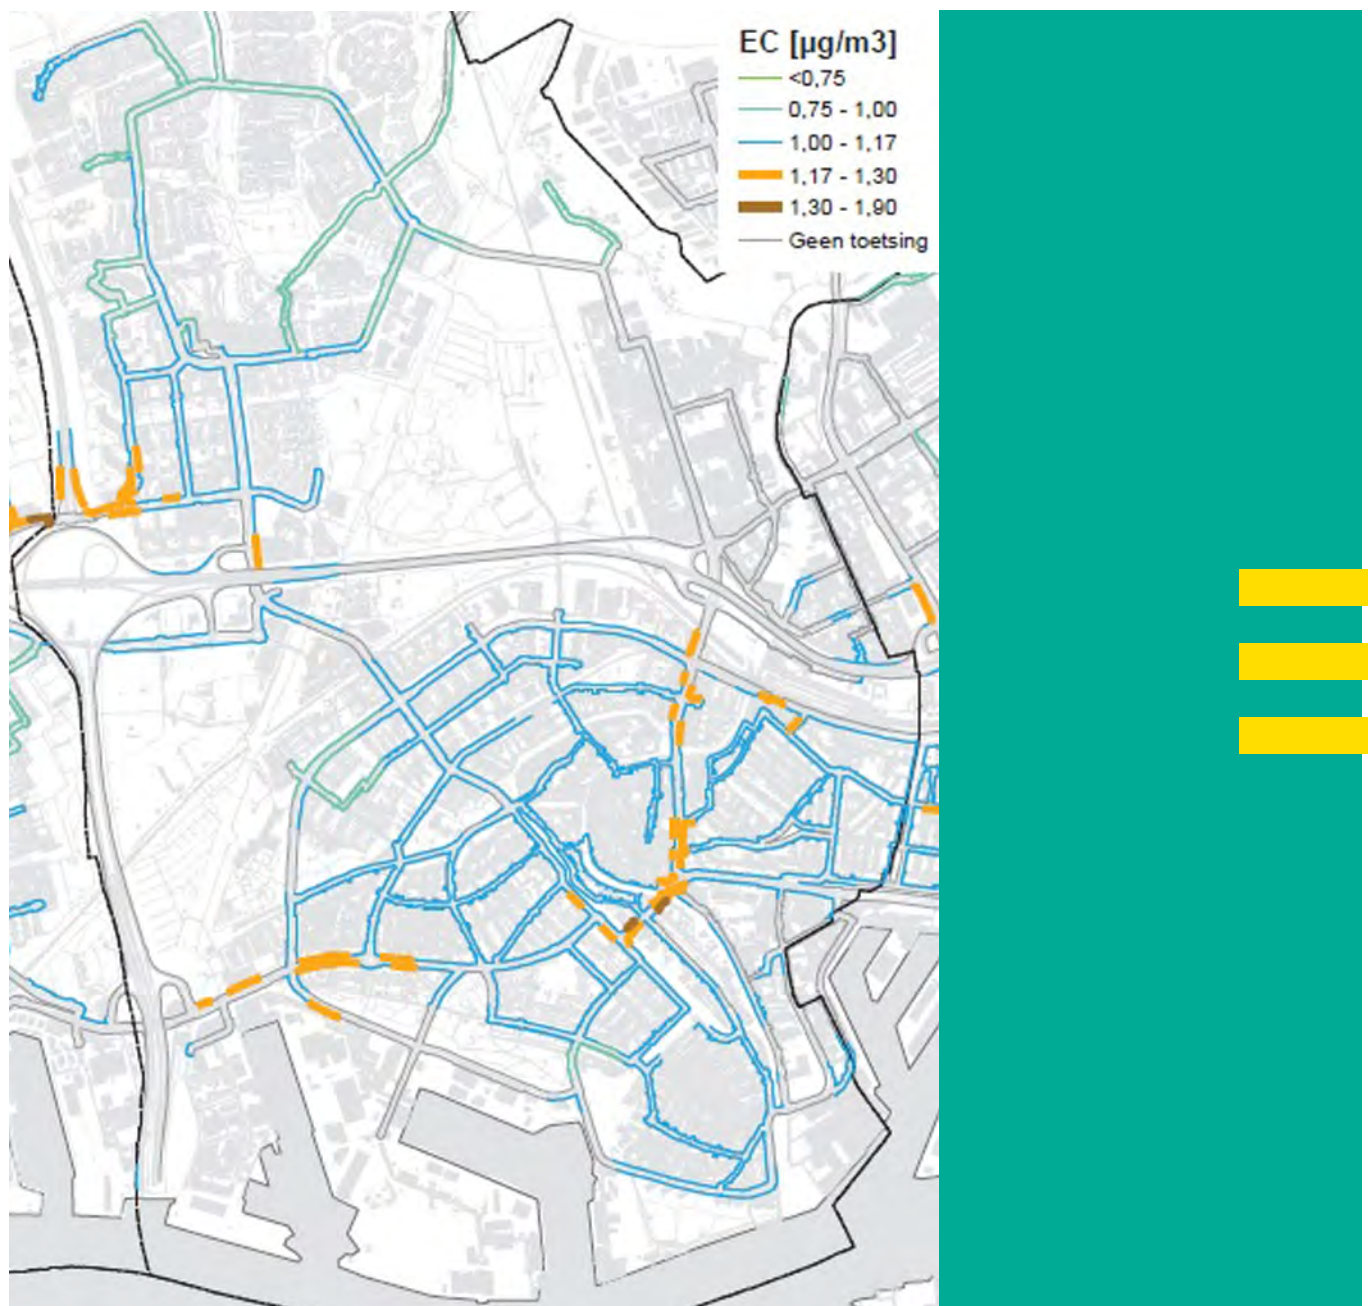 EC [µg/m3]
<0,75
0,75 - 1,00
1,00 - 1,17
1,17 - 1,30
1,30 - 1,90
Geen toetsing